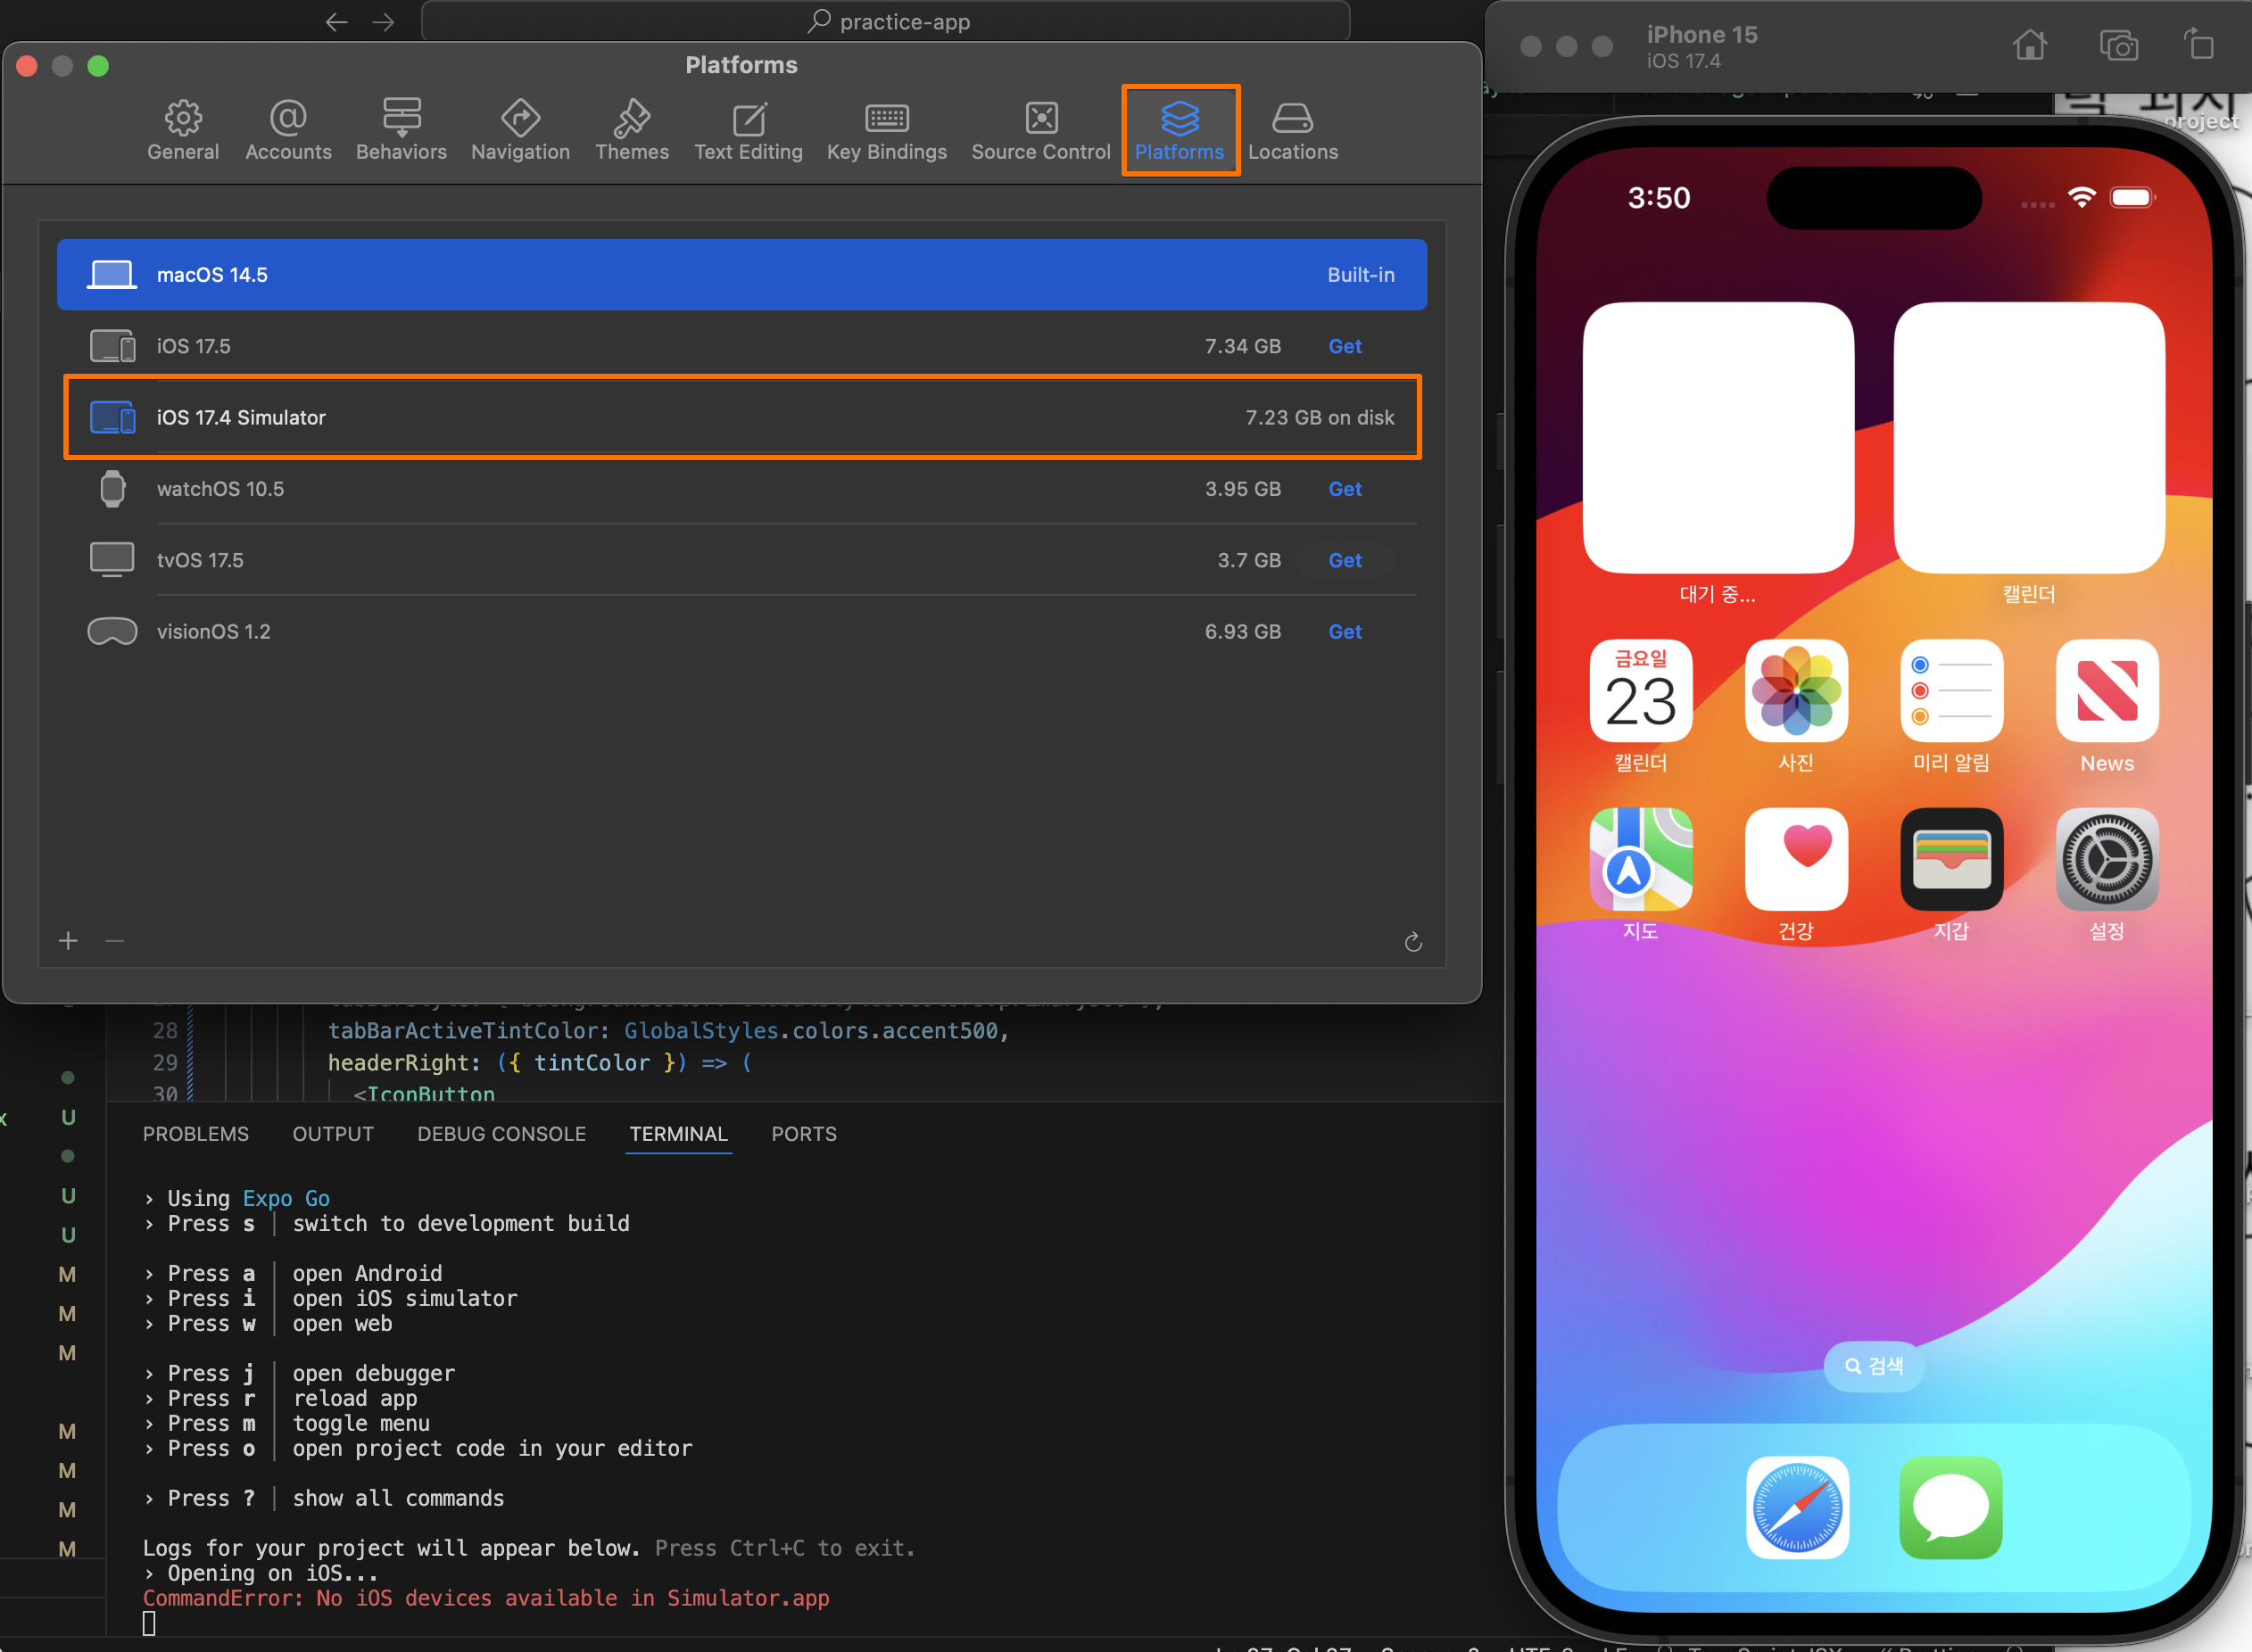 practice-app
Platforms
General
Accounts
Behaviors
Navigation
Themes
Text Editing
Key Bindings
Source Control
Platforms
Locations
macOS 14.5
Built-in
iOS 17.5
7.34 GB
Get
iOS 17.4 Simulator
7.23 GB on disk
watchOS 10.5
3.95 GB
Get
tvOS 17.5
3.7 GB
Get
visionOS 1.2
6.93 GB
Get
28 tabBarActiveTintColor: GlobalStyles.colors.accent500,
29 headerRight: ({ tintColor }) => (
30 <IconButton
U
U
U
M
M
M
M
M
M
M
PROBLEMS
OUTPUT
DEBUG CONSOLE
TERMINAL
PORTS
› Using Expo Go
› Press s │ switch to development build
› Press a │ open Android
› Press i │ open iOS simulator
› Press w │ open web
› Press j │ open debugger
› Press r │ reload app
› Press m │ toggle menu
› Press o │ open project code in your editor
› Press ? │ show all commands
Logs for your project will appear below. Press Ctrl+C to exit.
› Opening on iOS...
CommandError: No iOS devices available in Simulator.app
iPhone 15
iOS 17.4
project
3:50
대기 중...
캘린더
금요일
23
캘린더
사진
미리 알림
News
지도
건강
지갑
설정
검색